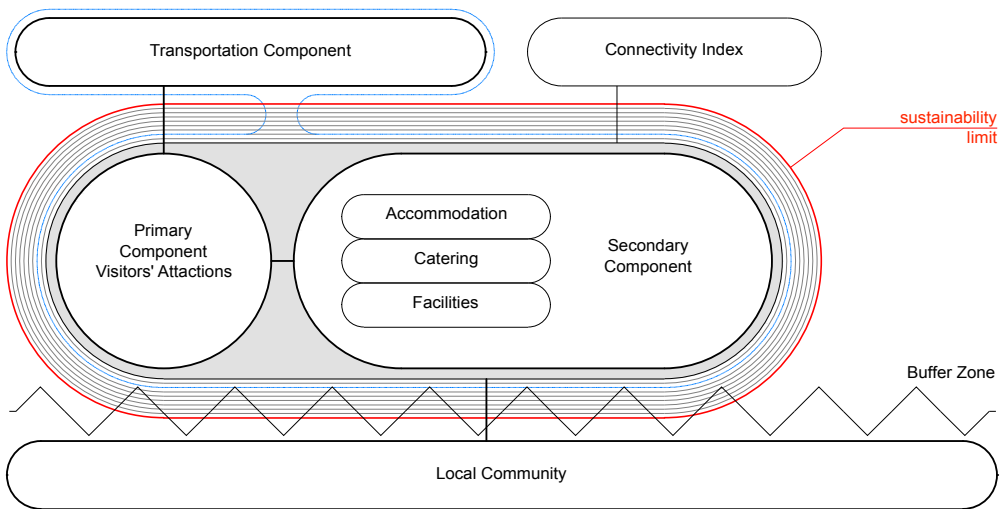 Transportation Component
Connectivity Index
sustainability
limit
Primary
Component
Visitors' Attactions
Accommodation
Catering
Facilities
Secondary
Component
Buffer Zone
Local Community